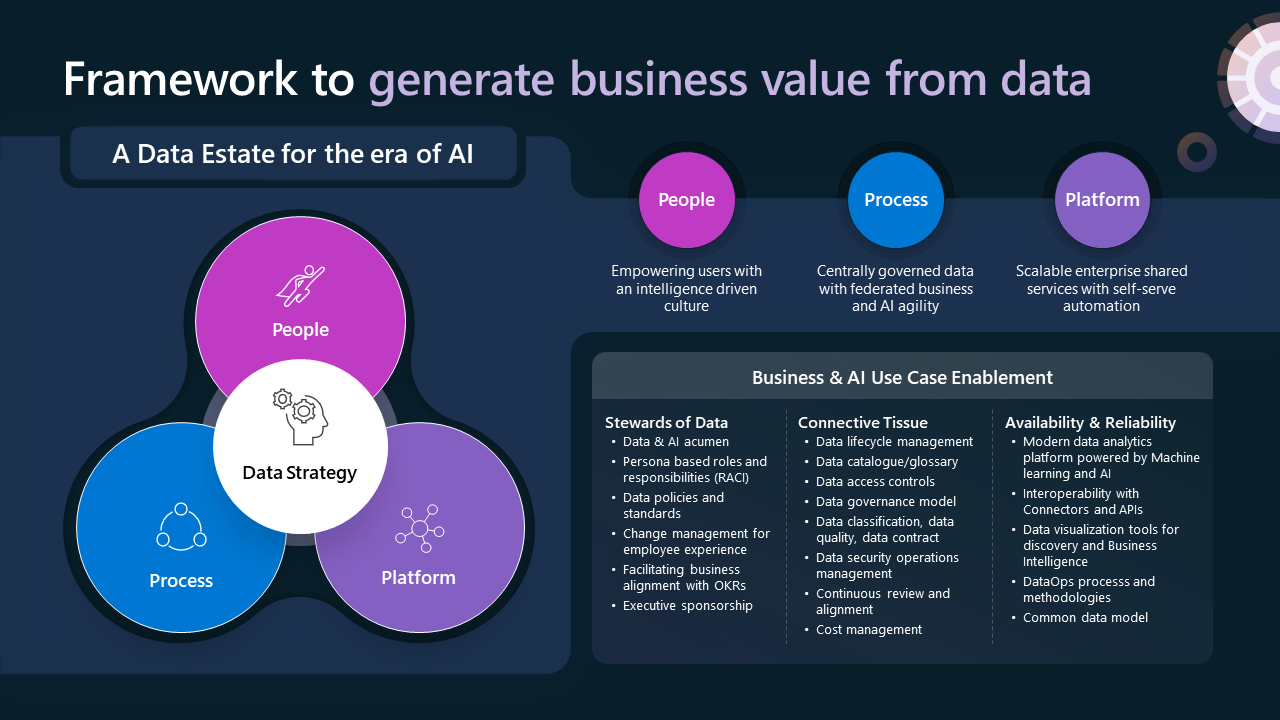 Framework to generate business value from data
A Data Estate for the era of AI
People
Data Strategy
Process
Platform
People
Process
Platform
Empowering users with
an intelligence driven
culture
Centrally governed data
with federated business
and AI agility
Scalable enterprise shared
services with self-serve
automation
Business & AI Use Case Enablement
Stewards of Data
• Data & AI acumen
• Persona based roles and
responsibilities (RACI)
• Data policies and
standards
• Change management for
employee experience
• Facilitating business
alignment with OKRs
• Executive sponsorship
Connective Tissue
• Data lifecycle management
• Data catalogue/glossary
• Data access controls
• Data governance model
• Data classification, data
quality, data contract
• Data security operations
management
• Continuous review and
alignment
• Cost management
Availability & Reliability
• Modern data analytics
platform powered by Machine
learning and AI
• Interoperability with
Connectors and APIs
• Data visualization tools for
discovery and Business
Intelligence
• DataOps processs and
methodologies
• Common data model